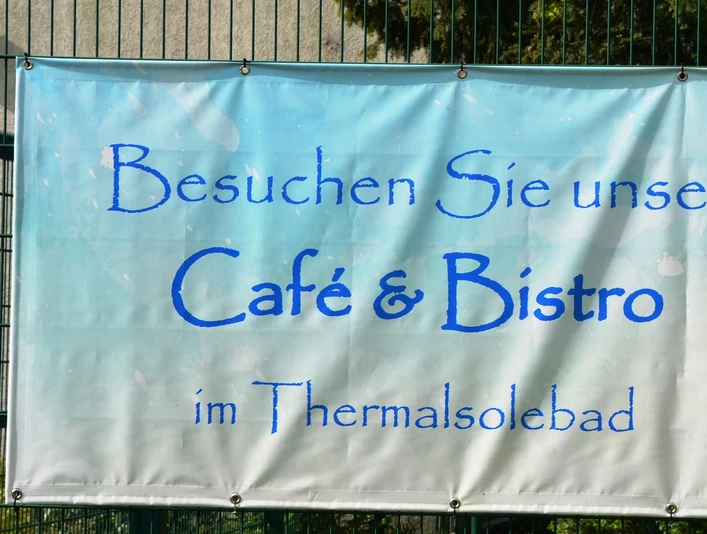 Besuchen Sie unse
Café & Bistro
im Thermalsolebad